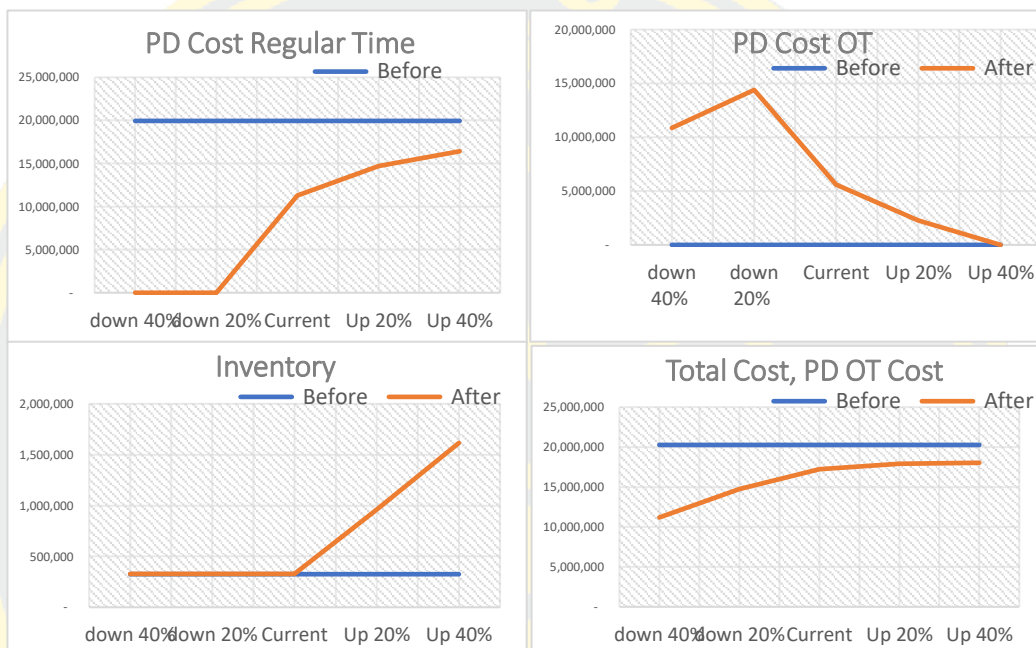 PD Cost Regular Time
Before
25,000,000
20,000,000
15,000,000
10,000,000
5,000,000
-
down 40% down 20% Current Up 20% Up 40%
PD Cost OT
Before After
20,000,000
15,000,000
10,000,000
5,000,000
-
down 40% down 20% Current Up 20% Up 40%
Inventory
Before After
2,000,000
1,500,000
1,000,000
500,000
-
down 40% down 20% Current Up 20% Up 40%
Total Cost, PD OT Cost
Before After
25,000,000
20,000,000
15,000,000
10,000,000
5,000,000
-
down 40% down 20% Current Up 20% Up 40%